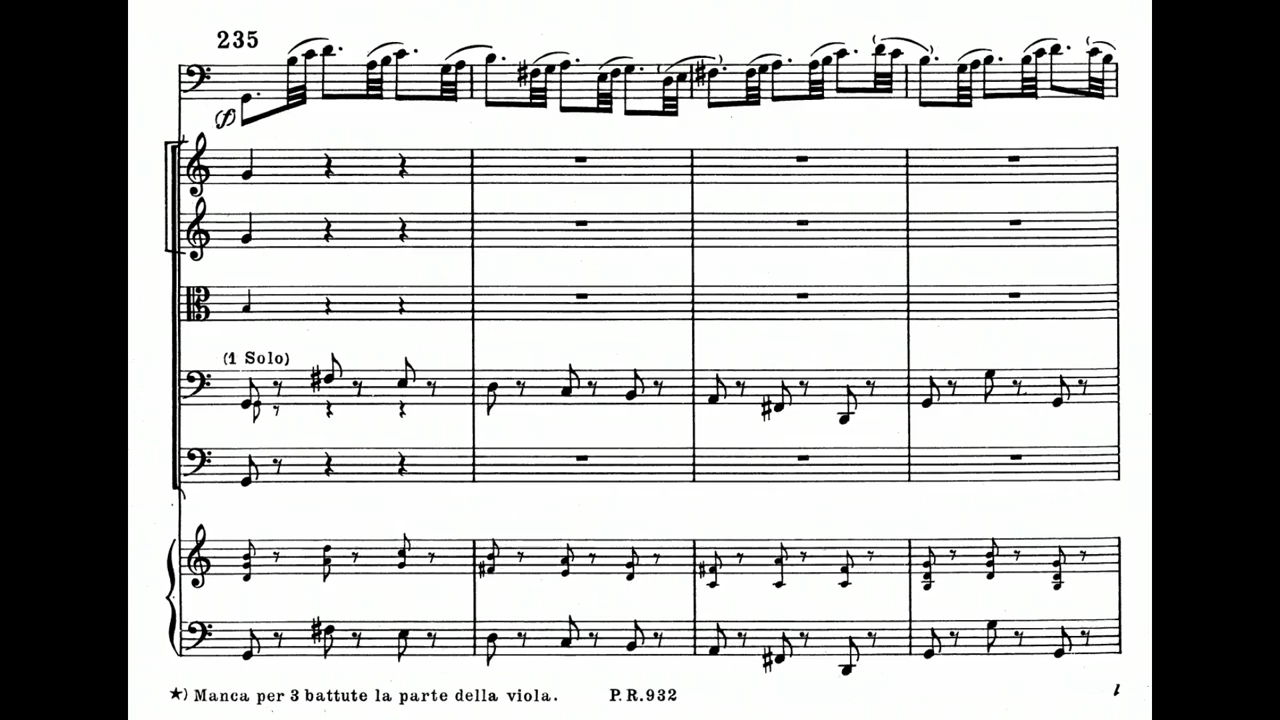 235
(f)
(1 Solo)
★) Manca per 3 battute la parte della viola. P. R. 932